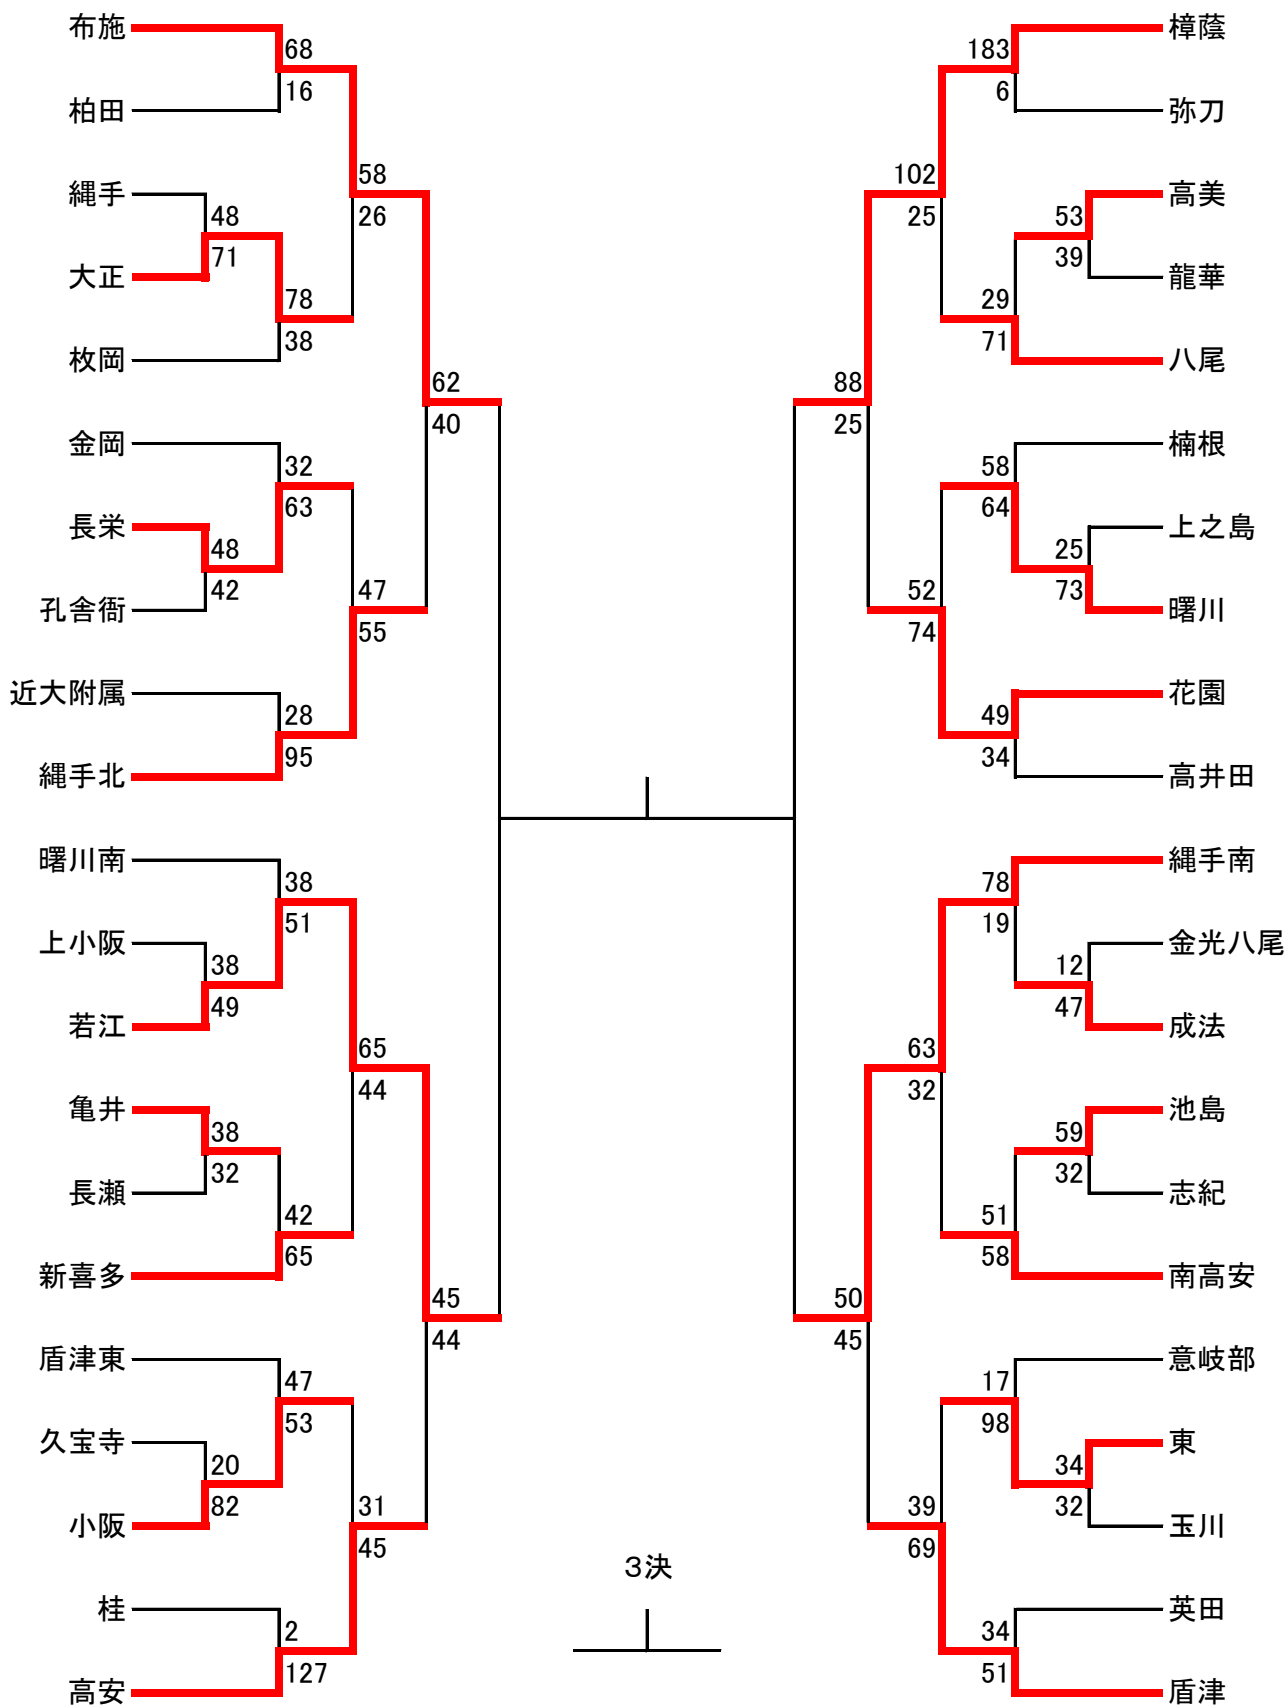 布施
68
16
柏田
58
26
縄手
48
71
大正
78
38
枚岡
62
40
金岡
32
63
長栄
48
42
孔舎衙
47
55
近大附属
28
95
縄手北
曙川南
38
51
上小阪
38
49
若江
65
44
亀井
38
32
長瀬
42
65
新喜多
45
44
盾津東
47
53
久宝寺
20
82
小阪
31
45
桂
2
127
高安
3決
樟蔭
183
6
弥刀
102
25
高美
53
39
龍華
29
71
八尾
88
25
楠根
58
64
上之島
25
73
曙川
52
74
花園
49
34
高井田
縄手南
78
19
金光八尾
12
47
成法
63
32
池島
59
32
志紀
51
58
南高安
50
45
意岐部
17
98
東
34
32
玉川
39
69
英田
34
51
盾津